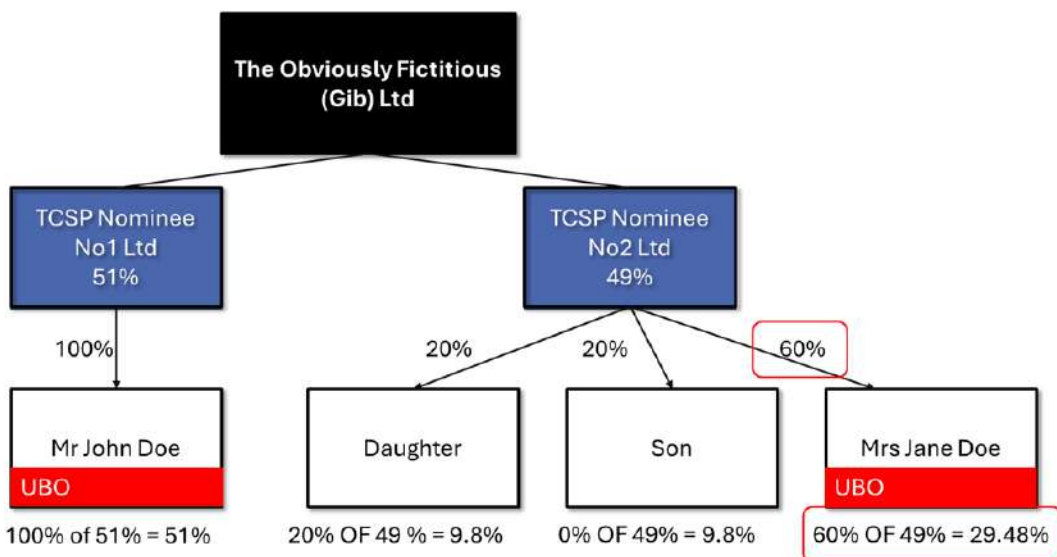 The Obviously Fictitious
(Gib) Ltd
TCSP Nominee
No1 Ltd
51%
TCSP Nominee
No2 Ltd
49%
100%
20%
20%
60%
Mr John Doe
UBO
Daughter
Son
Mrs Jane Doe
UBO
100% of 51% = 51%
20% OF 49 % = 9.8%
0% OF 49% = 9.8%
60% OF 49% = 29.48%